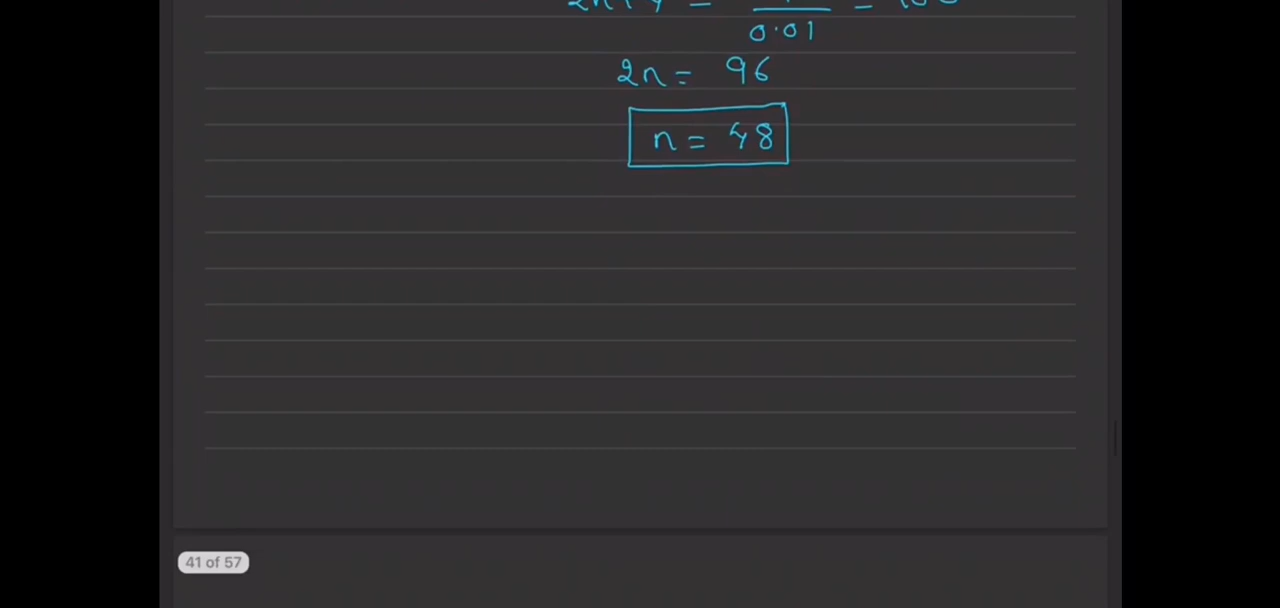 0.01
2n = 96
n = 48
41 of 57